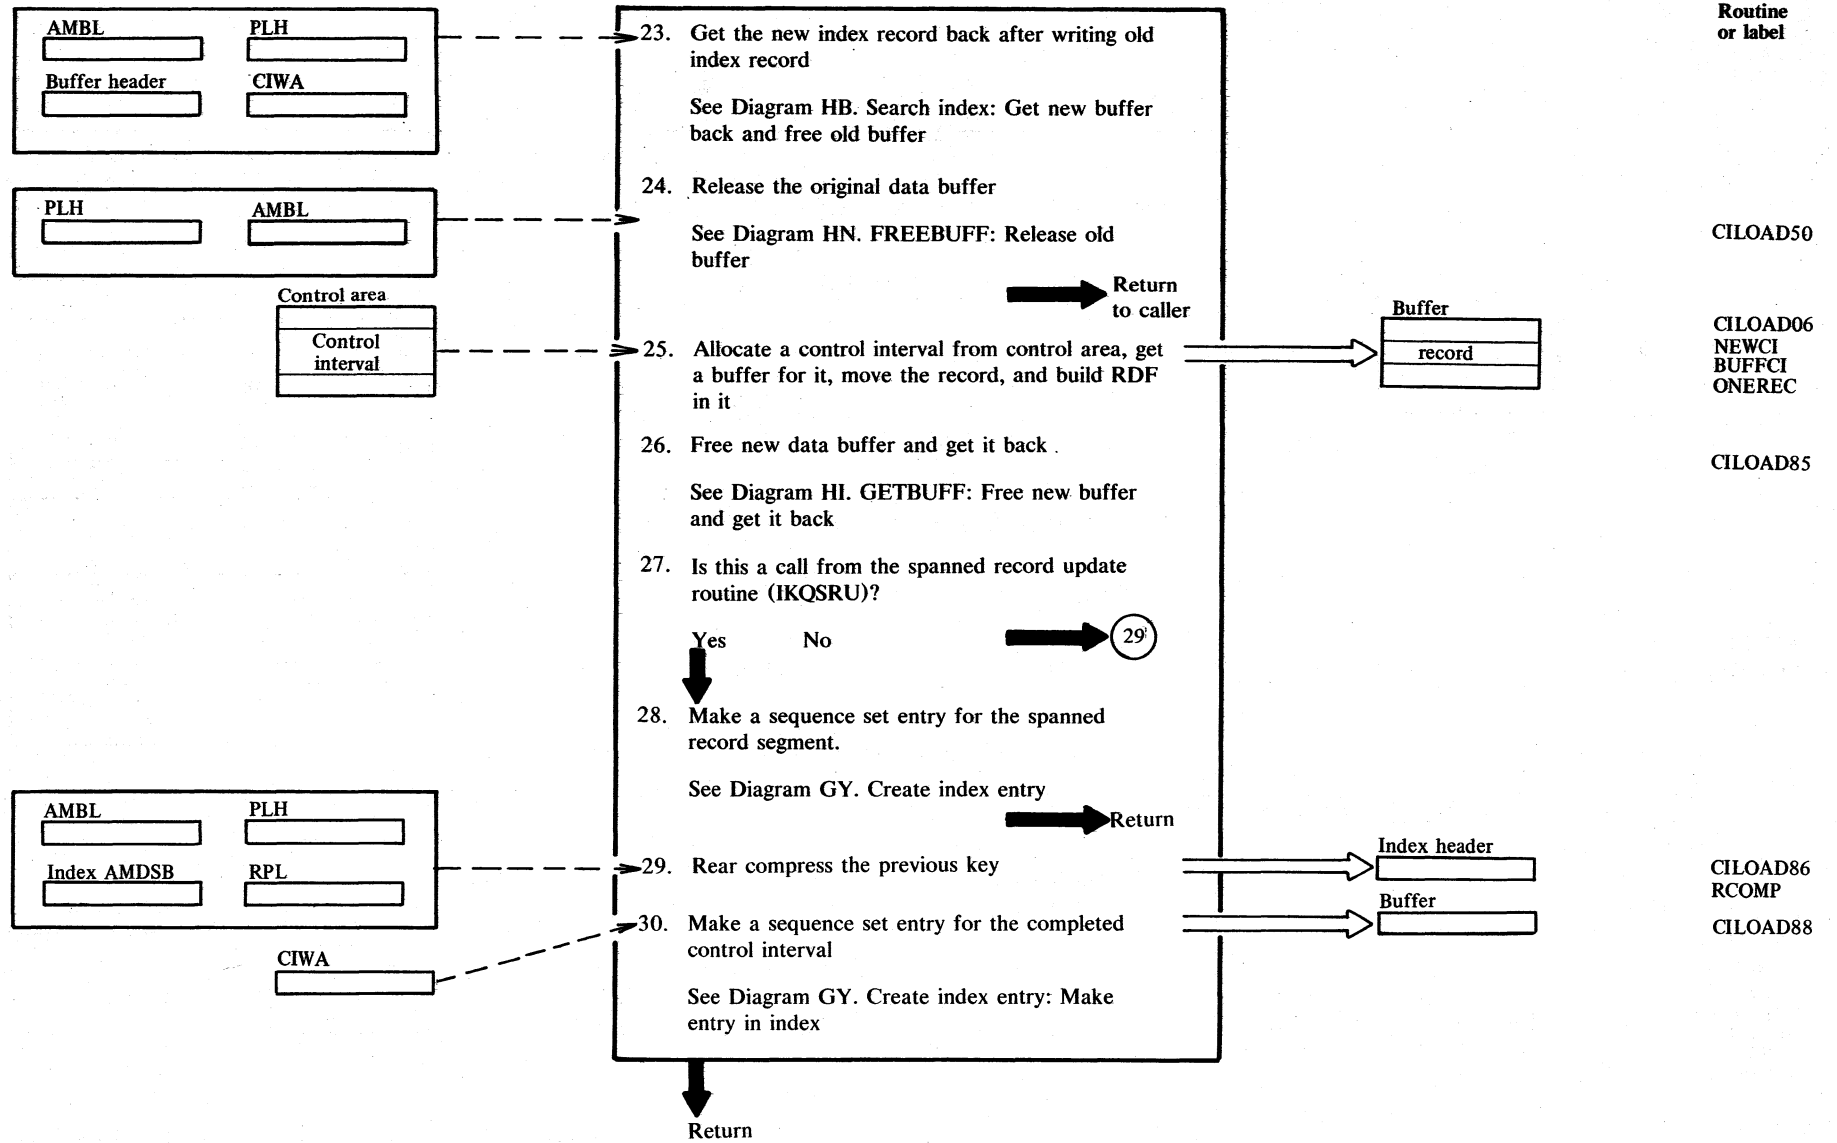 Routine
or label
AMBL PLH
Buffer header CIWA
23. Get the new index record back after writing old
index record
See Diagram HB. Search index: Get new buffer
back and free old buffer
PLH AMBL
24. Release the original data buffer
See Diagram HN. FREEBUFF: Release old
buffer
CILOAD50
Return
to caller
Control area
Control
interval
25. Allocate a control interval from control area, get
a buffer for it, move the record, and build RDF
in it
Buffer
record
CILOAD06
NEWCI
BUFFCI
ONEREC
26. Free new data buffer and get it back .
CILOAD85
See Diagram HI. GETBUFF: Free new buffer
and get it back
27. Is this a call from the spanned record update
routine (IKQSRU)?
Yes No 29
28. Make a sequence set entry for the spanned
record segment.
See Diagram GY. Create index entry
Return
AMBL PLH
Index AMDSB RPL
29. Rear compress the previous key
Index header
CILOAD86
RCOMP
30. Make a sequence set entry for the completed
control interval
Buffer
CILOAD88
CIWA
See Diagram GY. Create index entry: Make
entry in index
Return